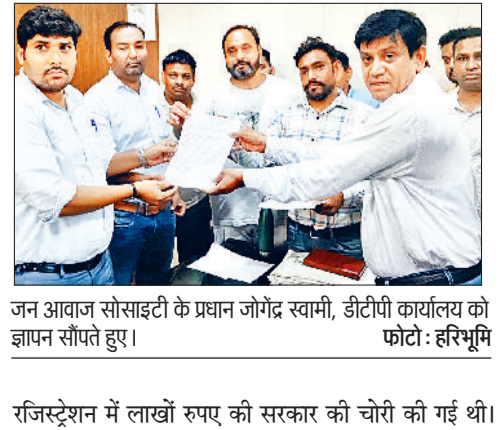 जन आवाज सोसाइटी के प्रधान जोगेंद्र स्वामी, डीटीपी कार्यालय को
ज्ञापन सौंपते हुए। फोटो : हरिभूमि
रजिस्ट्रेशन में लाखों रुपए की सरकार की चोरी की गई थी।